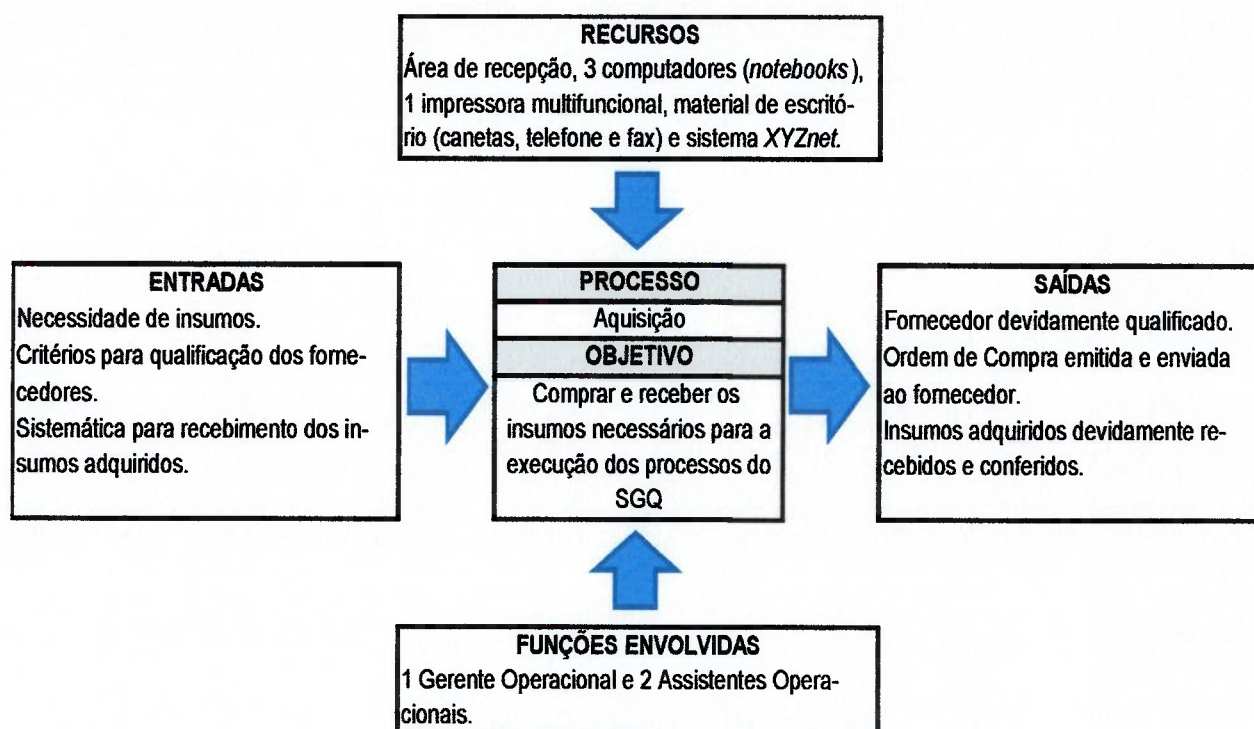 RECURSOS
Área de recepção, 3 computadores (notebooks),
1 impressora multifuncional, material de escritó-
rio (canetas, telefone e fax) e sistema XYZnet.
ENTRADAS
Necessidade de insumos.
Critérios para qualificação dos forne-
cedores.
Sistemática para recebimento dos in-
sumos adquiridos.
PROCESSO
Aquisição
OBJETIVO
Comprar e receber os
insumos necessários para a
execução dos processos do
SGQ
SAÍDAS
Fornecedor devidamente qualificado.
Ordem de Compra emitida e enviada
ao fornecedor.
Insumos adquiridos devidamente re-
cebidos e conferidos.
FUNÇÕES ENVOLVIDAS
1 Gerente Operacional e 2 Assistentes Opera-
cionais.